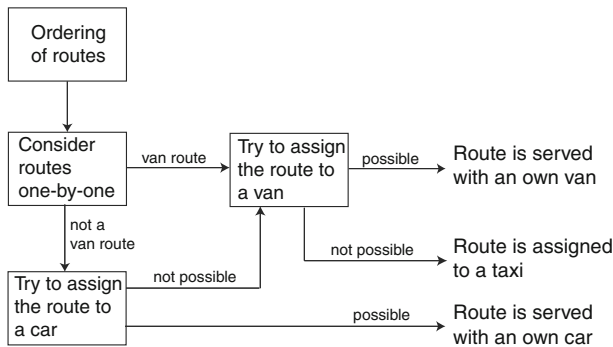 Ordering
of routes
Consider
routes
one-by-one
van route
Try to assign
the route to
a van
possible
Route is served
with an own van
not a
van route
not possible
Route is assigned
to a taxi
Try to assign
the route to
a car
not possible
possible
Route is served
with an own car